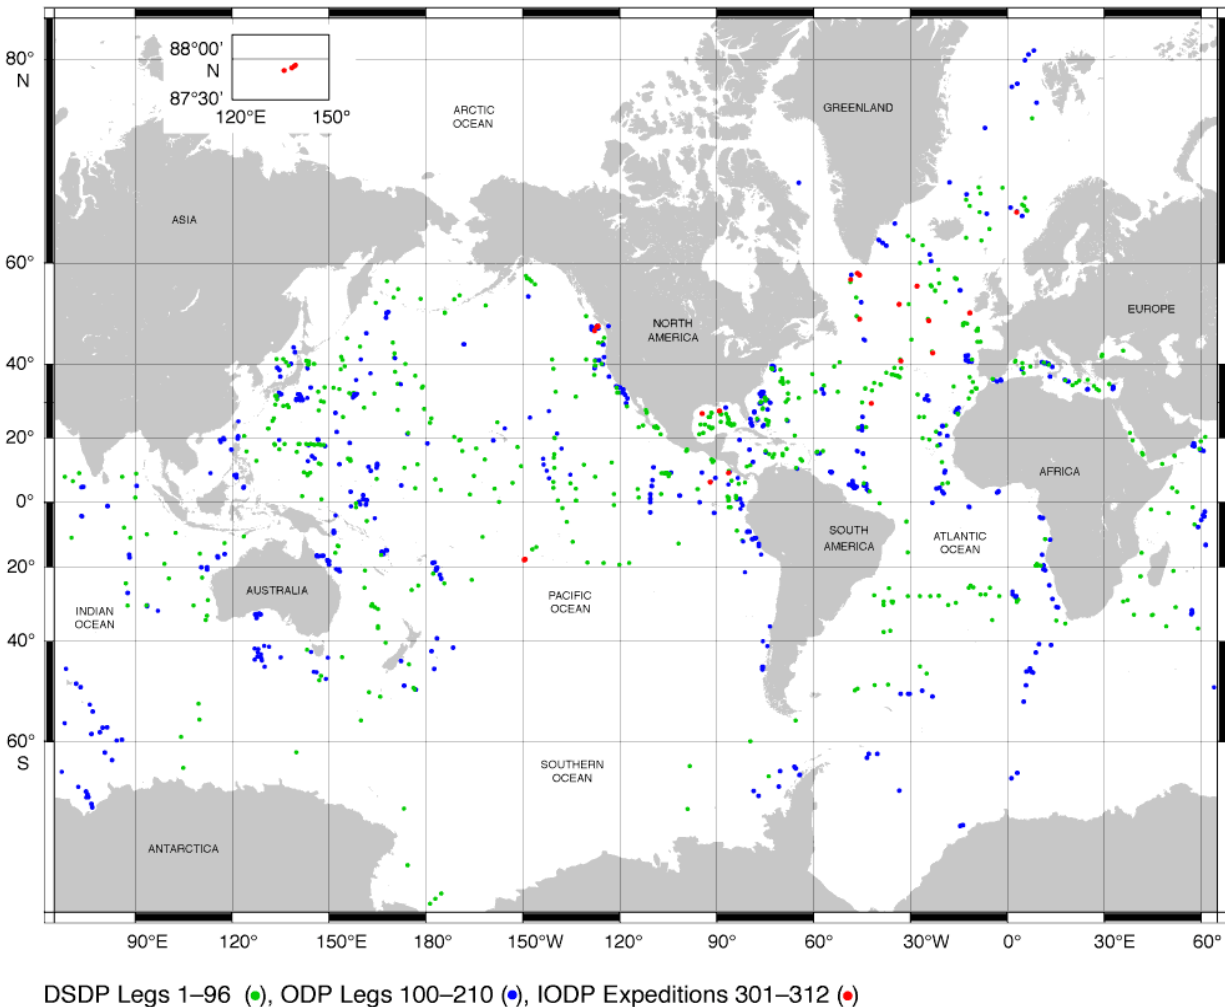 80°
N
88°00'
N
87°30'
120°E 150°
ARCTIC
OCEAN
GREENLAND
ASIA
60°
NORTH
AMERICA
EUROPE
40°
20°
AFRICA
0°
SOUTH
AMERICA
ATLANTIC
OCEAN
20°
AUSTRALIA
PACIFIC
OCEAN
INDIAN
OCEAN
40°
60°
S
SOUTHERN
OCEAN
ANTARCTICA
90°E 120° 150°E 180° 150°W 120° 90° 60° 30°W 0° 30°E 60°
DSDP Legs 1–96 (•), ODP Legs 100–210 (•), IODP Expeditions 301–312 (•)